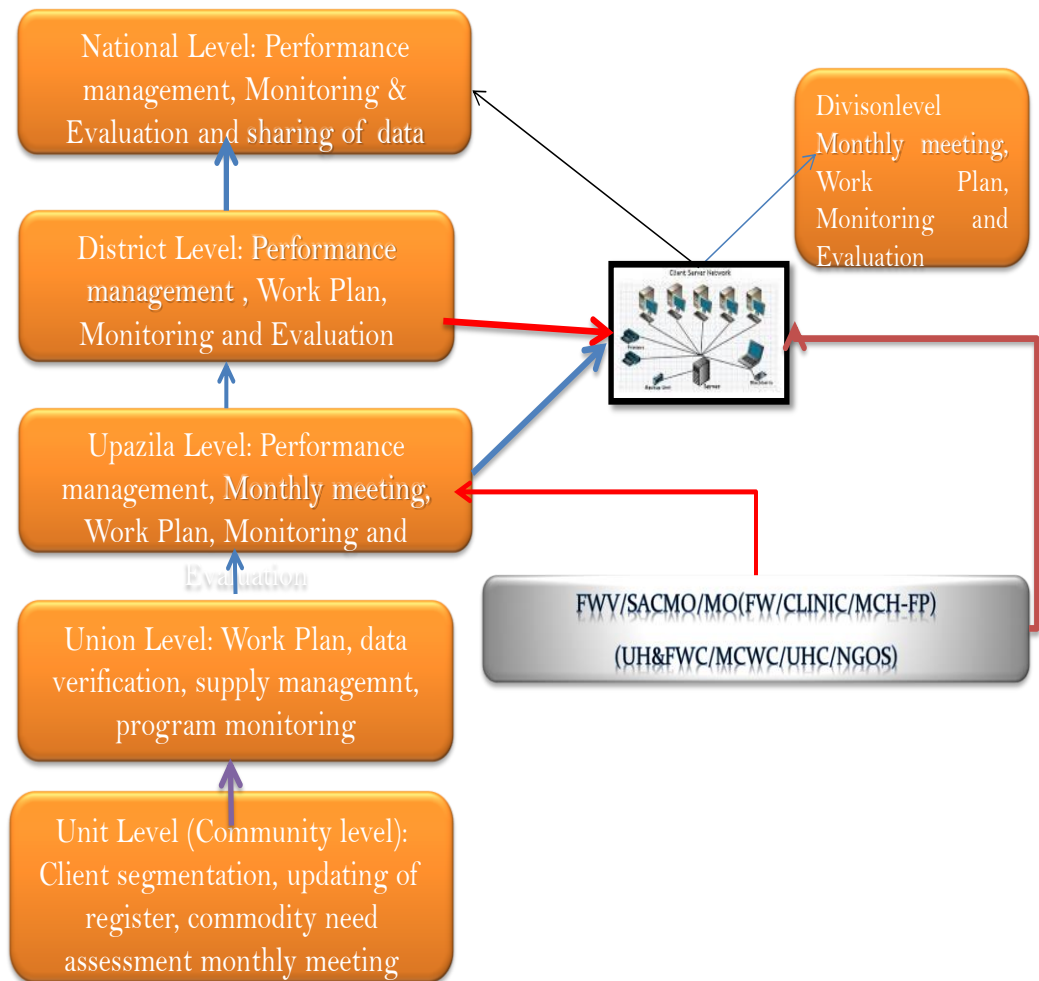 National Level: Performance
management, Monitoring &
Evaluation and sharing of data
Divisonlevel
Monthly meeting,
Work Plan,
Monitoring and
Evaluation
District Level: Performance
management , Work Plan,
Monitoring and Evaluation
Client Server Network
Printers
Backup Unit
Server
Upazila Level: Performance
management, Monthly meeting,
Work Plan, Monitoring and
Evaluation
FWV/SACMO/MO(FW/CLINIC/MCH-FP)
(UH&FWC/MCWC/UHC/NGOS)
Union Level: Work Plan, data
verification, supply managemnt,
program monitoring
Unit Level (Community level):
Client segmentation, updating of
register, commodity need
assessment monthly meeting